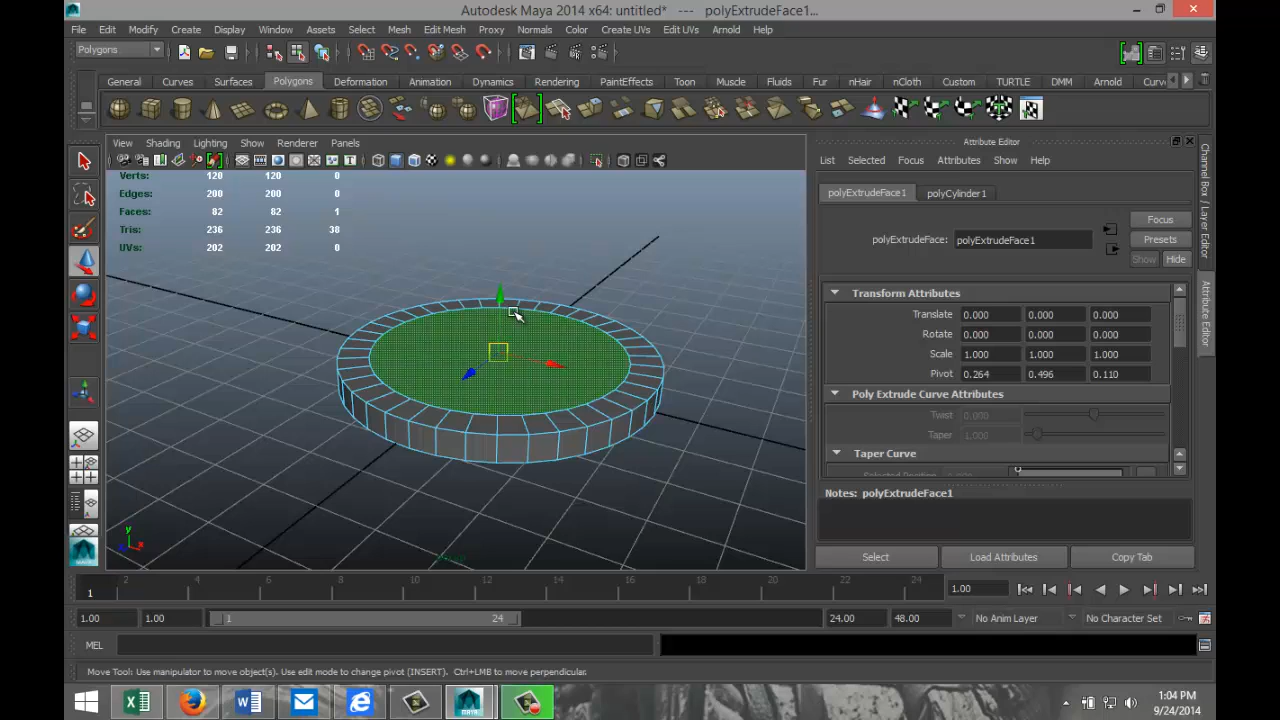 Autodesk Maya 2014 x64: untitled* --- polyExtrudeFace1...
File Edit Modify Create Display Window Assets Select Mesh Edit Mesh Proxy Normals Color Create UVs Edit UVs Arnold Help
Polygons
General Curves Surfaces Polygons Deformation Animation Dynamics Rendering PaintEffects Toon Muscle Fluids Fur nHair nCloth Custom TURTLE DMM Arnold Curv
View Shading Lighting Show Renderer Panels
Verts: 120 120 0
Edges: 200 200 0
Faces: 82 82 1
Tris: 236 236 38
UVs: 202 202 0
y
x
Attribute Editor
List Selected Focus Attributes Show Help
polyExtrudeFace1 polyCylinder1
polyExtrudeFace: polyExtrudeFace1
Focus
Presets
Show Hide
Transform Attributes
Translate 0.000 0.000 0.000
Rotate 0.000 0.000 0.000
Scale 1.000 1.000 1.000
Pivot 0.264 0.496 0.110
Poly Extrude Curve Attributes
Twist 0.000
Taper 1.000
Taper Curve
Notes: polyExtrudeFace1
Select Load Attributes Copy Tab
Channel Box / Layer Editor
Attribute Editor
2 4 6 8 10 12 14 16 18 20 22 24
1
1.00
1.00 1.00 1 24 24.00 48.00 No Anim Layer No Character Set
MEL
Move Tool: Use manipulator to move object(s). Use edit mode to change pivot (INSERT). Ctrl+LMB to move perpendicular.
1:04 PM
9/24/2014